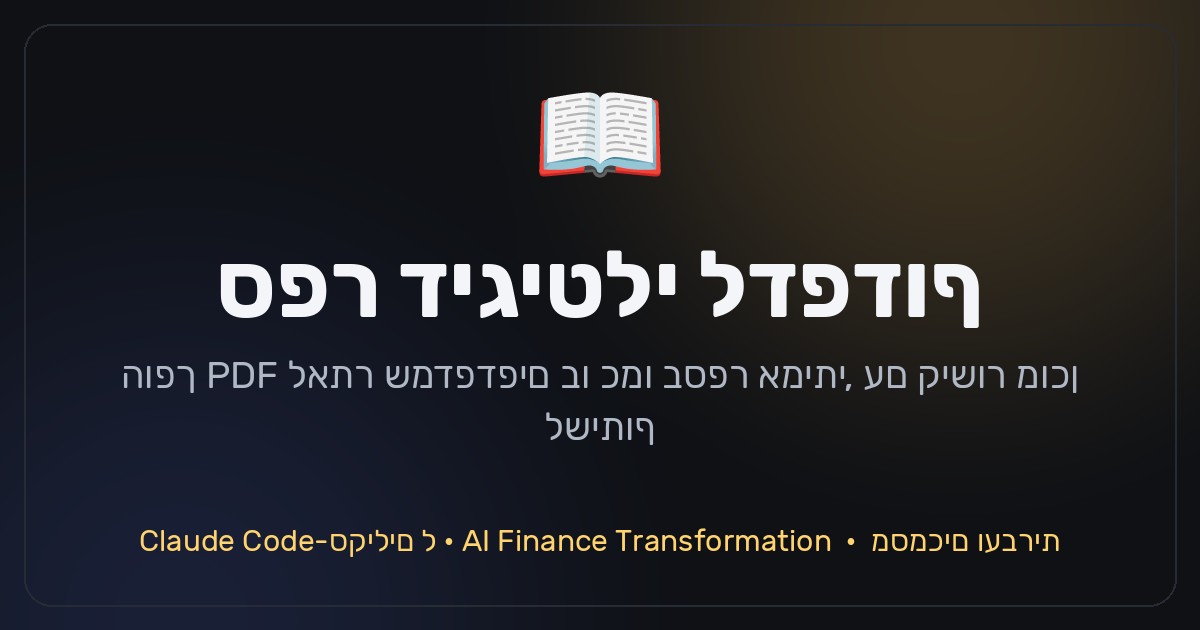 ספר דיגיטלי לדפדוף
הופך PDF לאתר שמדפדפים בו כמו בספר אמיתי, עם קישור מוכן
לשיתוף
Claude Code-סקילים ל • AI Finance Transformation • מסמכים ועברית